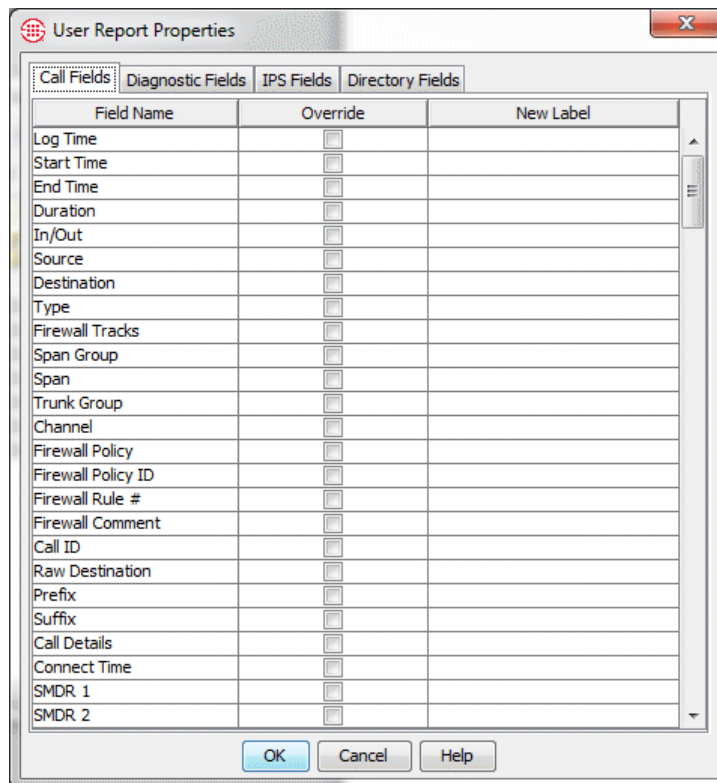 User Report Properties
Call Fields Diagnostic Fields IPS Fields Directory Fields
Field Name Override New Label
Log Time
Start Time
End Time
Duration
In/Out
Source
Destination
Type
Firewall Tracks
Span Group
Span
Trunk Group
Channel
Firewall Policy
Firewall Policy ID
Firewall Rule #
Firewall Comment
Call ID
Raw Destination
Prefix
Suffix
Call Details
Connect Time
SMDR 1
SMDR 2
OK Cancel Help